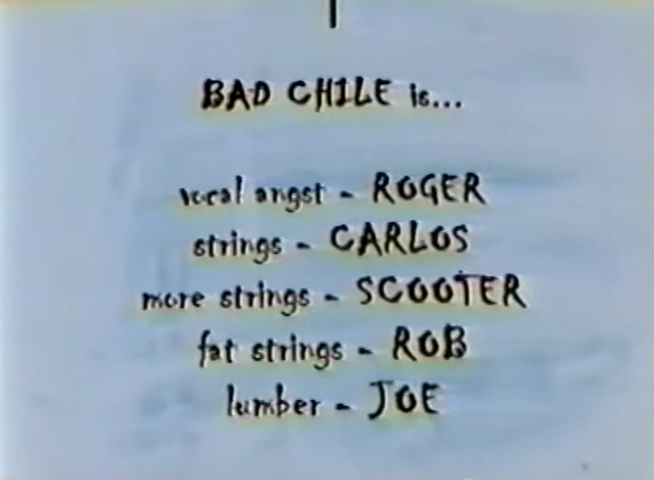 BAD CHILE is...
vocal angst - ROGER
strings - CARLOS
more strings - SCOOTER
fat strings - ROB
lumber - JOE